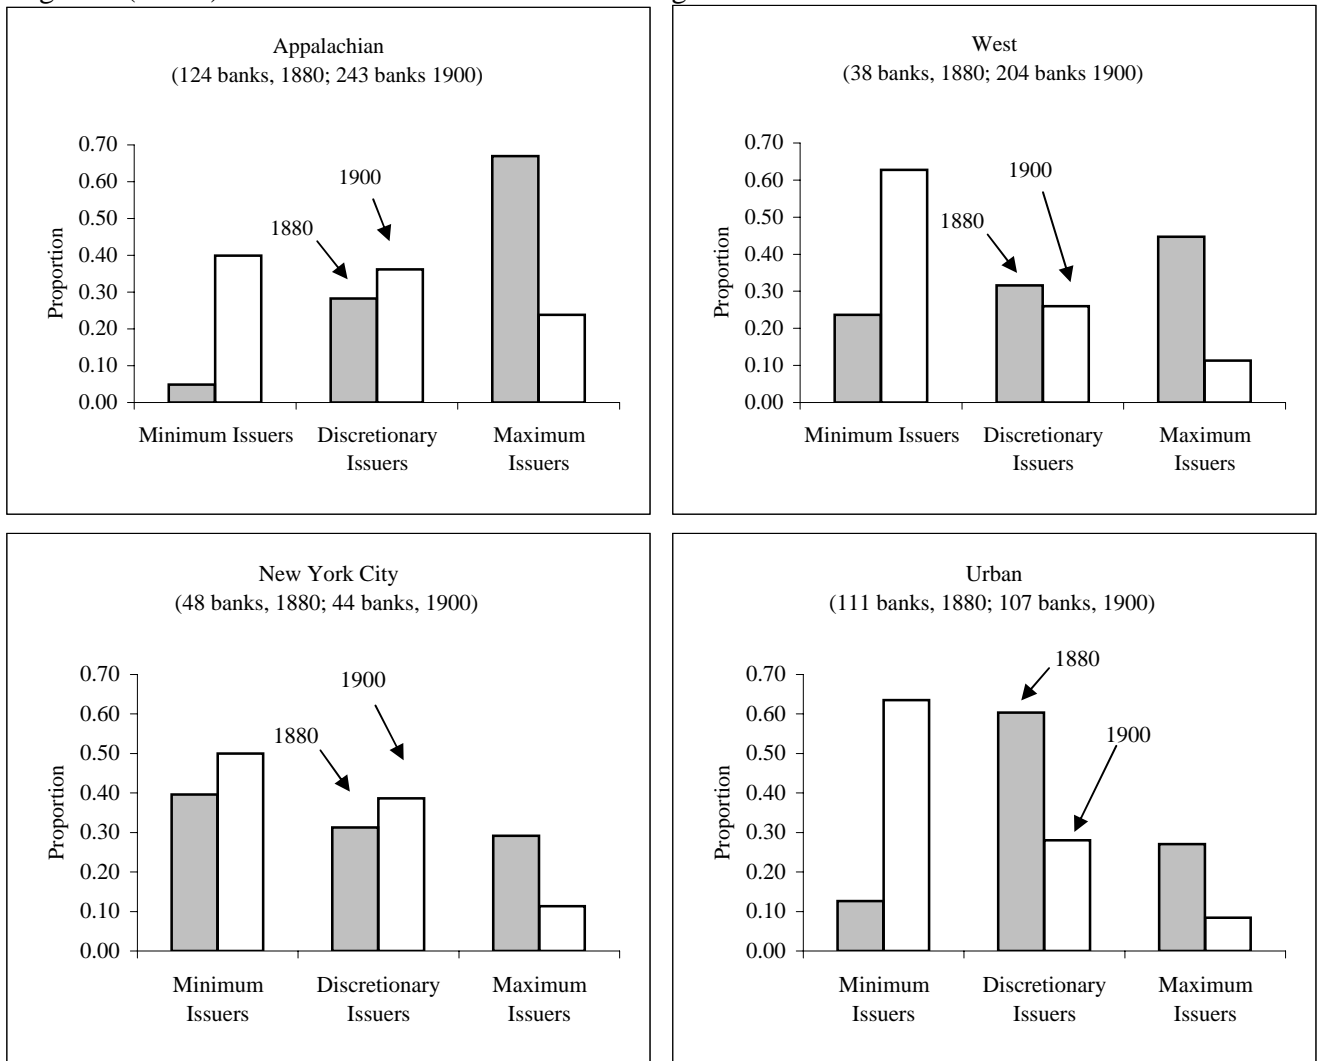 Appalachian
(124 banks, 1880; 243 banks 1900)
0.70
0.60
0.50
0.40
0.30
0.20
0.10
0.00
Proportion
1880
1900
Minimum Issuers
Discretionary
Issuers
Maximum
Issuers
West
(38 banks, 1880; 204 banks 1900)
0.70
0.60
0.50
0.40
0.30
0.20
0.10
0.00
Proportion
1880
1900
Minimum Issuers
Discretionary
Issuers
Maximum
Issuers
New York City
(48 banks, 1880; 44 banks, 1900)
0.70
0.60
0.50
0.40
0.30
0.20
0.10
0.00
Proportion
1880
1900
Minimum
Issuers
Discretionary
Issuers
Maximum
Issuers
Urban
(111 banks, 1880; 107 banks, 1900)
0.70
0.60
0.50
0.40
0.30
0.20
0.10
0.00
Proportion
1880
1900
Minimum
Issuers
Discretionary
Issuers
Maximum
Issuers